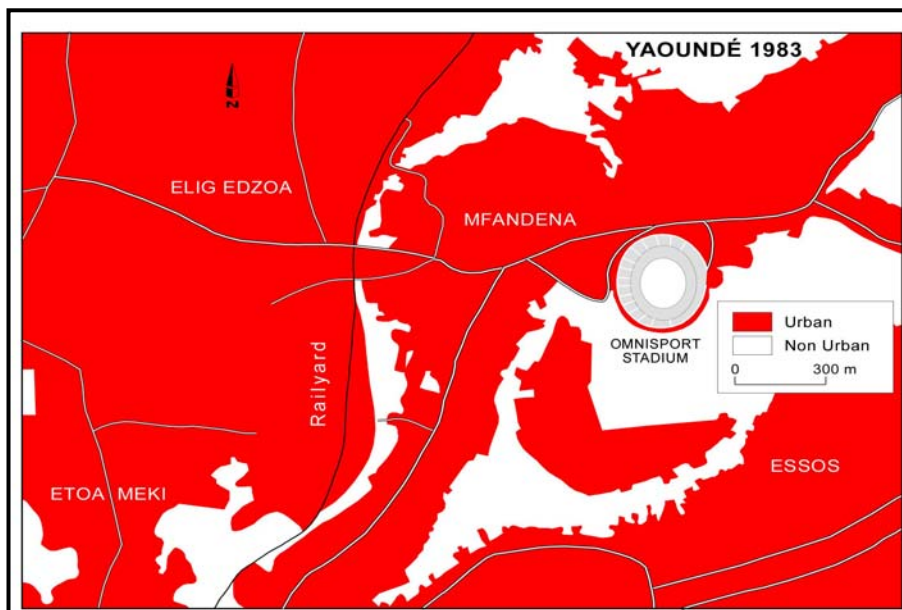 YAOUNDÉ 1983
N
ELIG EDZOA
MFANDENA
OMNISPORT
STADIUM
Urban
Non Urban
0 300 m
Railyard
ETOA MEKI
ESSOS